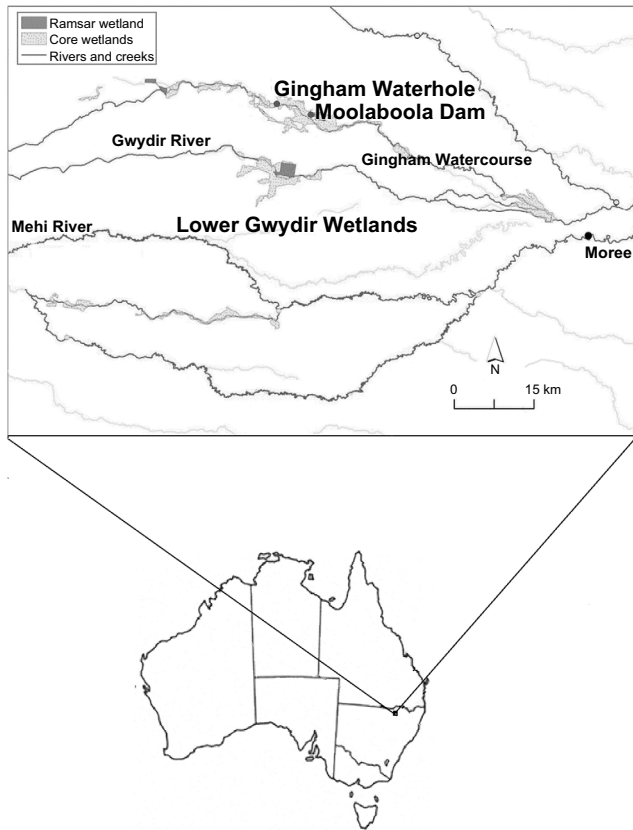 Ramsar wetland
Core wetlands
Rivers and creeks
Gingham Waterhole
Moolaboola Dam
Gwydir River
Gingham Watercourse
Lower Gwydir Wetlands
Mehi River
Moree
N
0 15 km